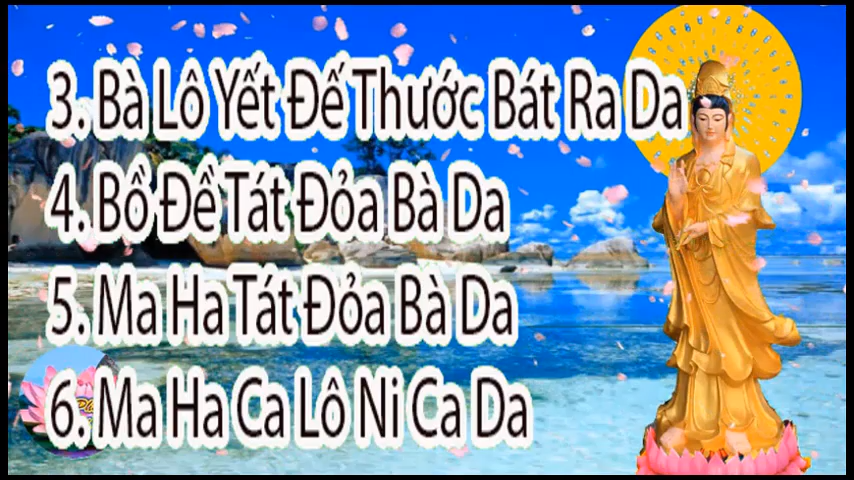 3. Bà Lô Yết Đế Thước Bát Ra Da
4. Bồ Đề Tát Đỏa Bà Da
5. Ma Ha Tát Đỏa Bà Da
6. Ma Ha Ca Lô Ni Ca Da